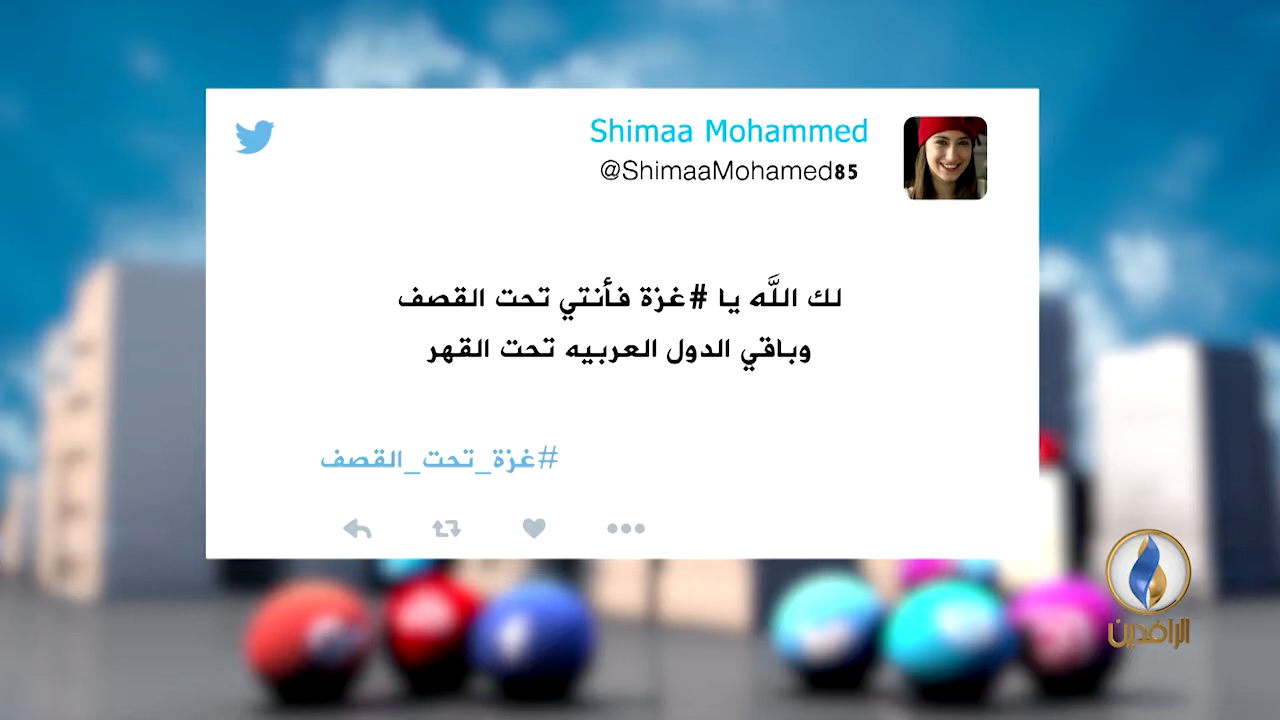 Shimaa Mohammed
@ShimaaMohamed85
لك اللَّه يا #غزة فأنتي تحت القصف
وباقي الدول العربيه تحت القهر
#غزة_تحت_القصف
الرافدين